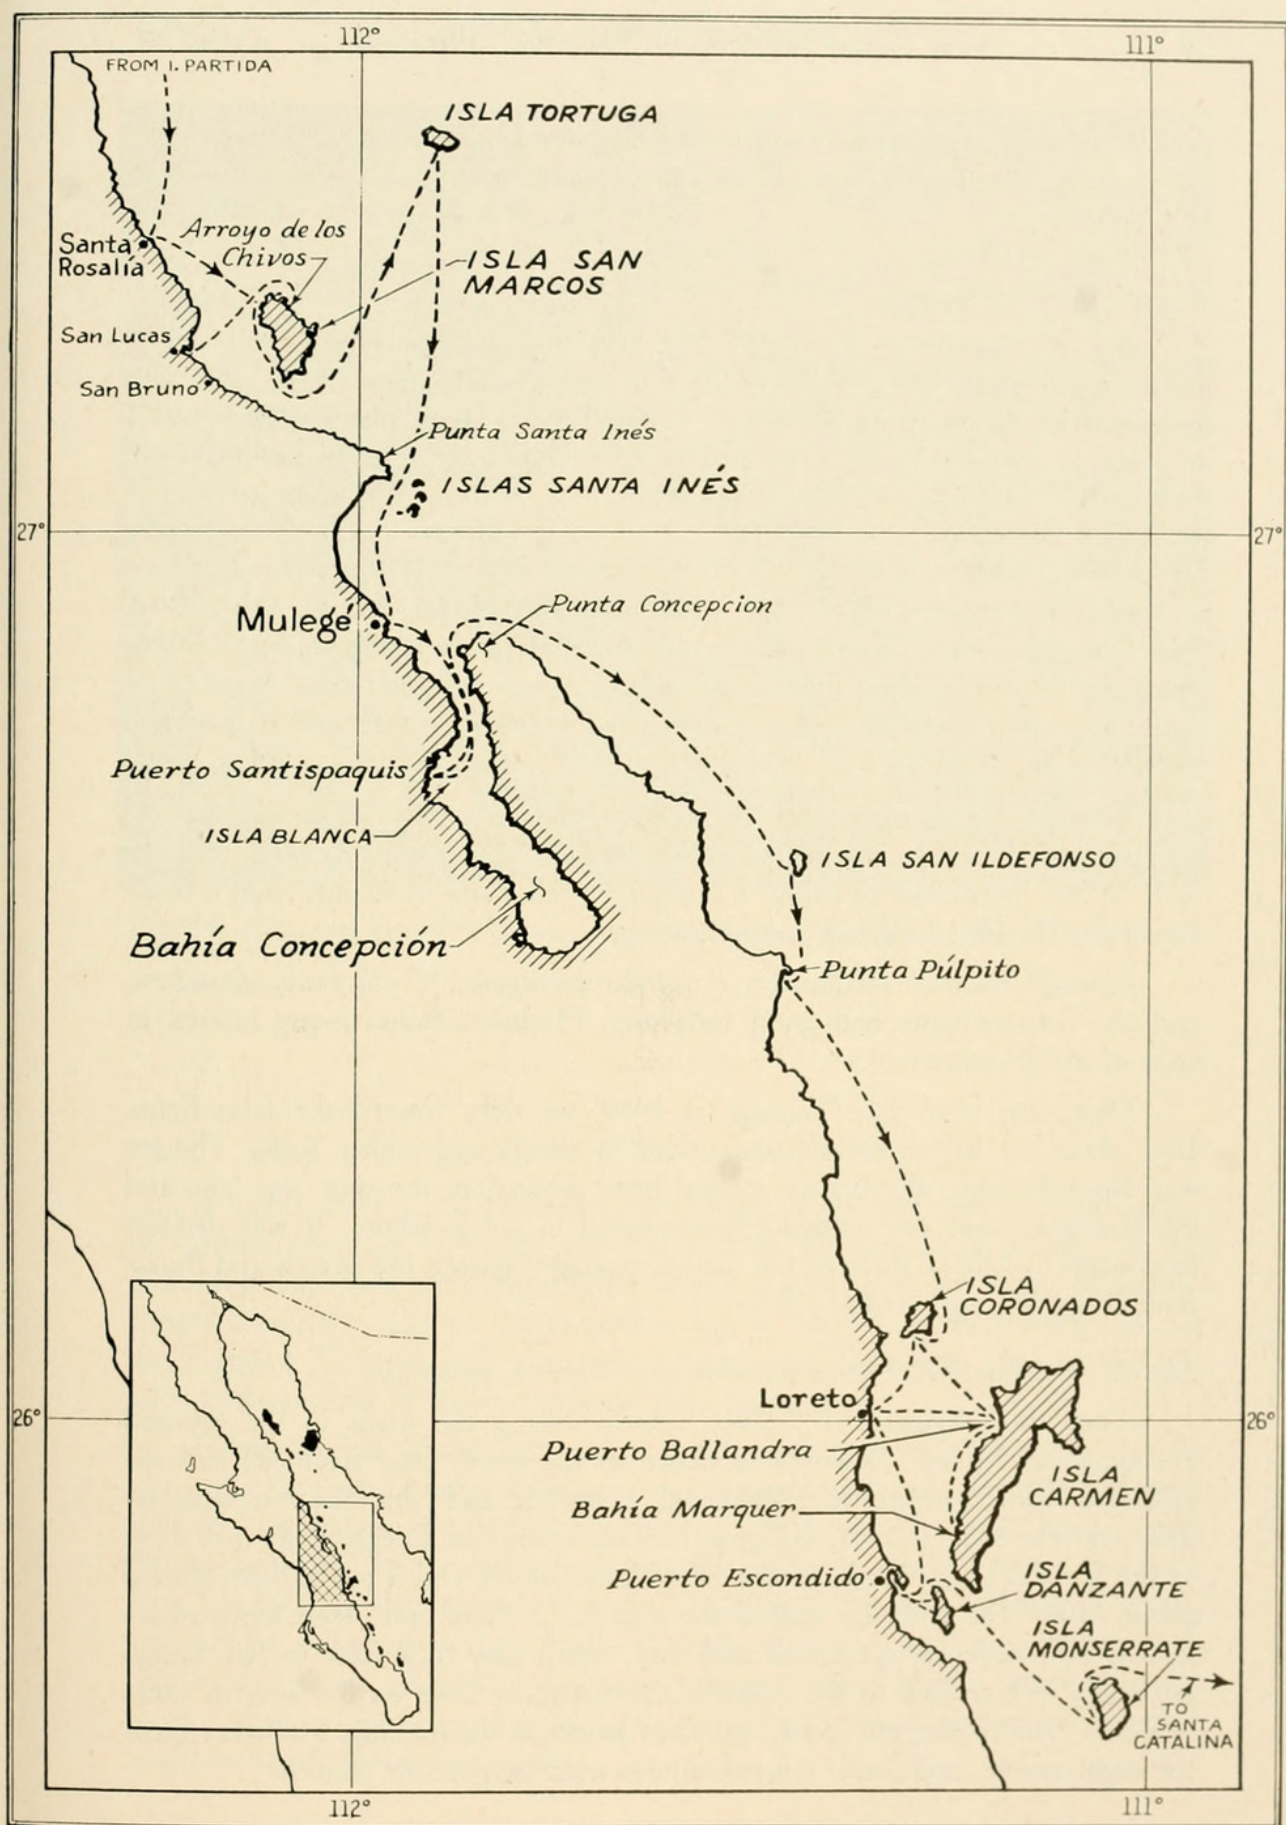 112° 111°
FROM I. PARTIDA
ISLA TORTUGA
Arroyo de los
Chivos
Santa
Rosalía
ISLA SAN
MARCOS
San Lucas
San Bruno
Punta Santa Inés
ISLAS SANTA INÉS
27° 27°
Punta Concepcion
Mulegé
Puerto Santispaquis
ISLA BLANCA
ISLA SAN ILDEFONSO
Bahía Concepción
Punta Púlpito
ISLA
CORONADOS
Loreto
26° 26°
Puerto Ballandra
ISLA
CARMEN
Bahía Marquer
Puerto Escondido
ISLA
DANZANTE
ISLA
MONSERRATE
TO
SANTA
CATALINA
112° 111°